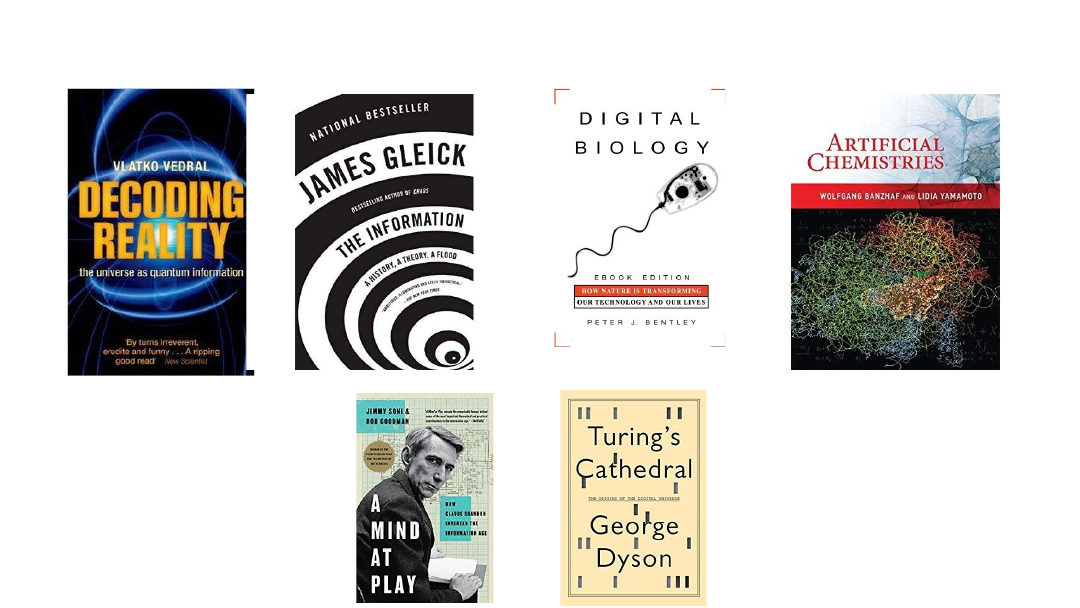 VLATKO VEDRAL
DECODING
REALITY
the universe as quantum information
'By turns irreverent,
erudite and funny . . . A ripping
good read' New Scientist
NATIONAL BESTSELLER
JAMES GLEICK
BESTSELLING AUTHOR OF CHAOS
THE INFORMATION
A HISTORY, A THEORY, A FLOOD
DIGITAL
BIOLOGY
EBOOK EDITION
HOW NATURE IS TRANSFORMING
OUR TECHNOLOGY AND OUR LIVES
PETER J. BENTLEY
ARTIFICIAL
CHEMISTRIES
WOLFGANG BANZHAF AND LIDIA YAMAMOTO
JIMMY SONI &
ROB GOODMAN
A
MIND
AT
PLAY
HOW
CLAUDE SHANNON
INVENTED THE
INFORMATION AGE
Turing's
Cathedral
THE ORIGINS OF THE DIGITAL UNIVERSE
George
Dyson